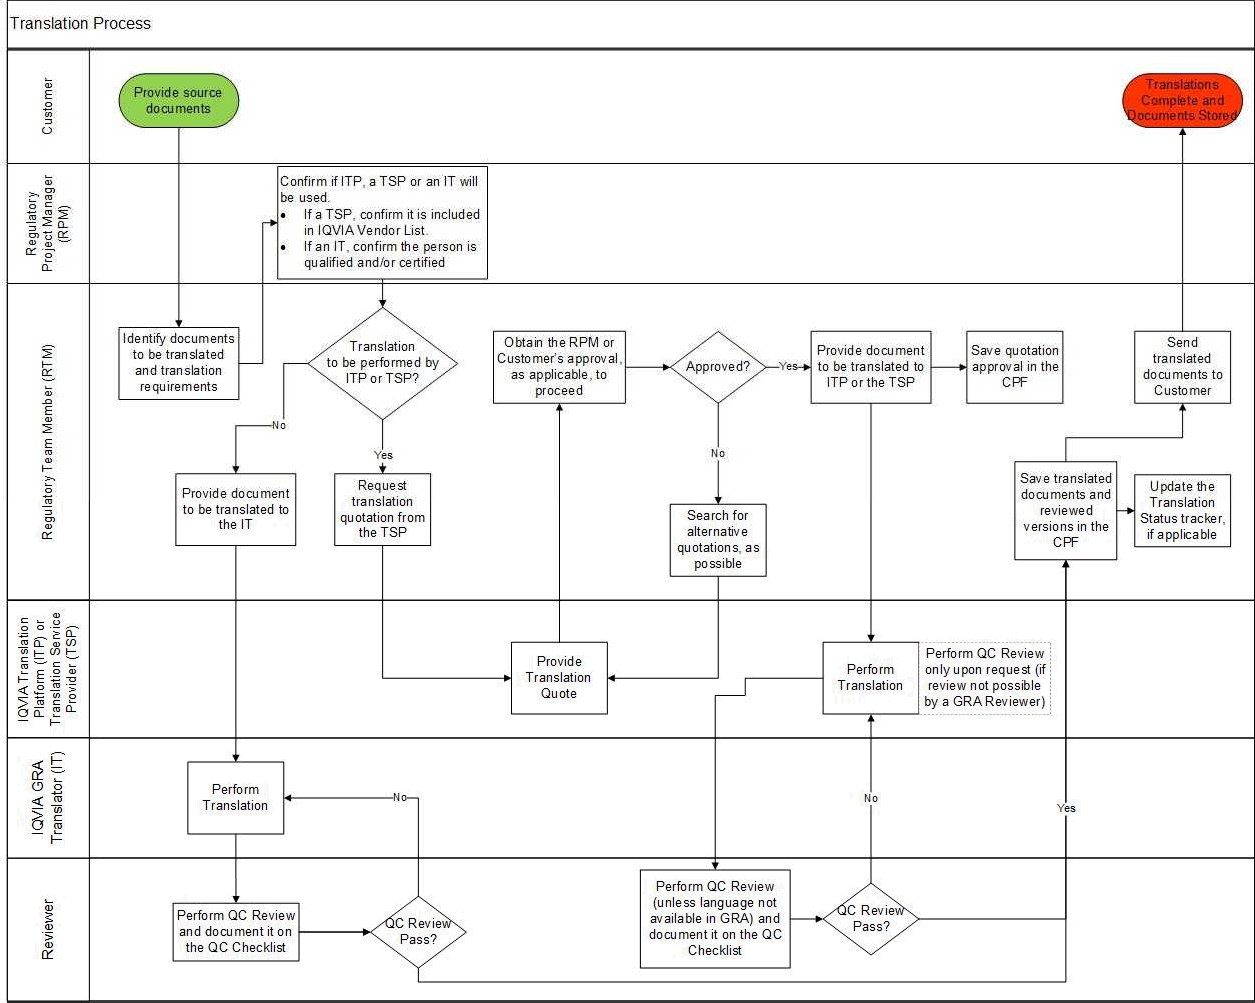 Translation Process
Customer
Provide source
documents
Translations
Complete and
Documents Stored
Regulatory
Project Manager
(RPM)
Confirm if ITP, a TSP or an IT will
be used.
• If a TSP, confirm it is included
in IQVIA Vendor List.
• If an IT, confirm the person is
qualified and/or certified
Regulatory Team Member (RTM)
Identify documents
to be translated
and translation
requirements
Translation
to be performed by
ITP or TSP?
No
Yes
Provide document
to be translated to
the IT
Request
translation
quotation from
the TSP
Obtain the RPM or
Customer's approval,
as applicable, to
proceed
Approved?
Yes
No
Search for
alternative
quotations, as
possible
Provide document
to be translated to
ITP or the TSP
Save quotation
approval in the
CPF
Send
translated
documents to
Customer
Save translated
documents and
reviewed
versions in the
CPF
Update the
Translation
Status tracker,
if applicable
IQVIA Translation
Platform (ITP) or
Translation Service
Provider (TSP)
Provide
Translation
Quote
Perform
Translation
Perform QC Review
only upon request (if
review not possible
by a GRA Reviewer)
IQVIA GRA
Translator (IT)
Perform
Translation
No
No
Yes
Reviewer
Perform QC Review
and document it on
the QC Checklist
QC Review
Pass?
Perform QC Review
(unless language not
available in GRA) and
document it on the QC
Checklist
QC Review
Pass?